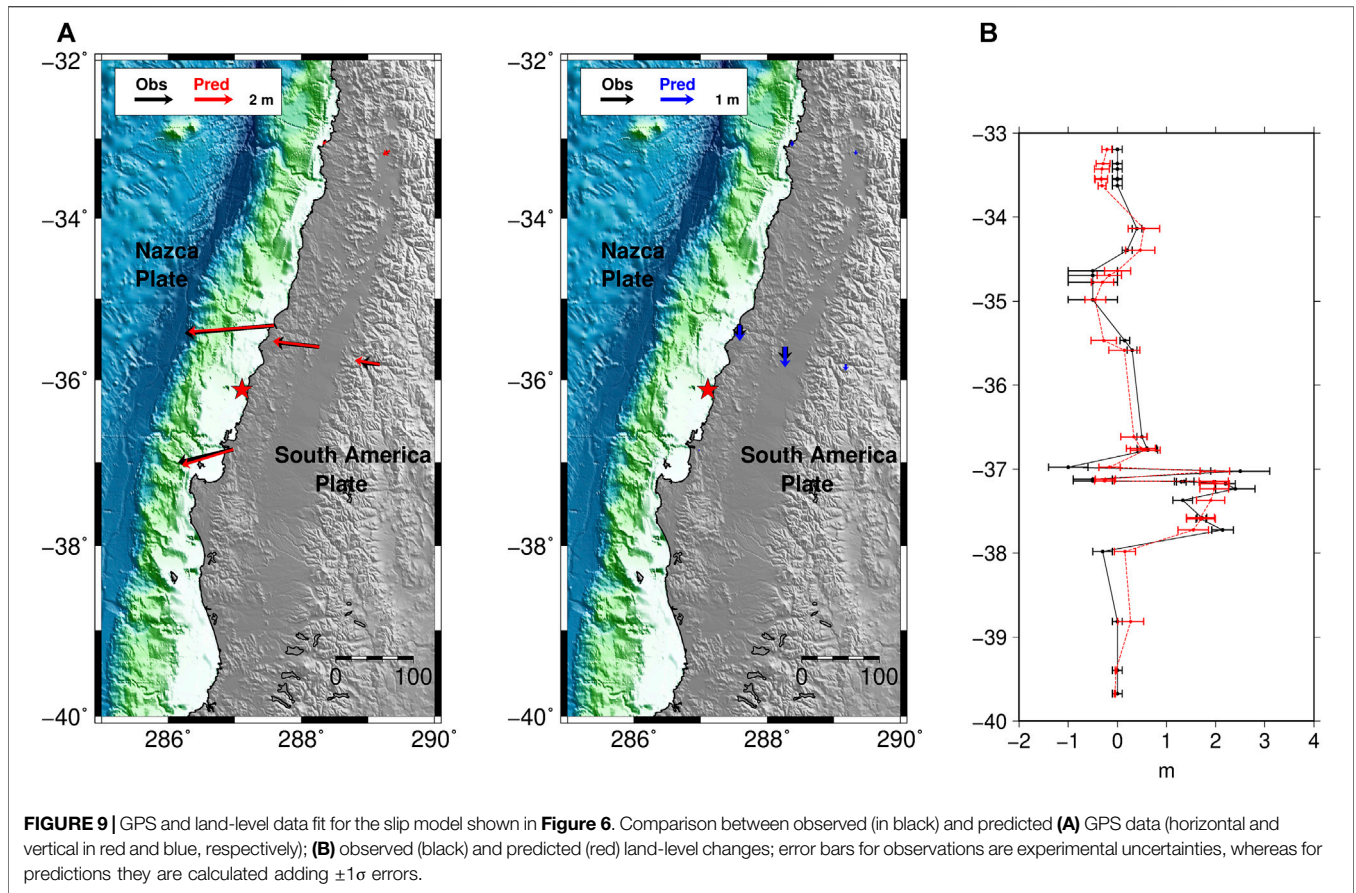 A
−32°
−34°
−36°
−38°
−40°
286
288
290
Obs
Pred
2 m
Nazca
Plate
South America
Plate
0
100
−32°
−34°
−36°
−38°
−40°
286
288
290
Obs
Pred
1 m
Nazca
Plate
South America
Plate
0
100
B
−33
−34
−35
−36
−37
−38
−39
−40
−2 −1 0 1 2 3 4
m
FIGURE 9 | GPS and land-level data fit for the slip model shown in Figure 6. Comparison between observed (in black) and predicted (A) GPS data (horizontal and
vertical in red and blue, respectively); (B) observed (black) and predicted (red) land-level changes; error bars for observations are experimental uncertainties, whereas for
predictions they are calculated adding ±1σ errors.